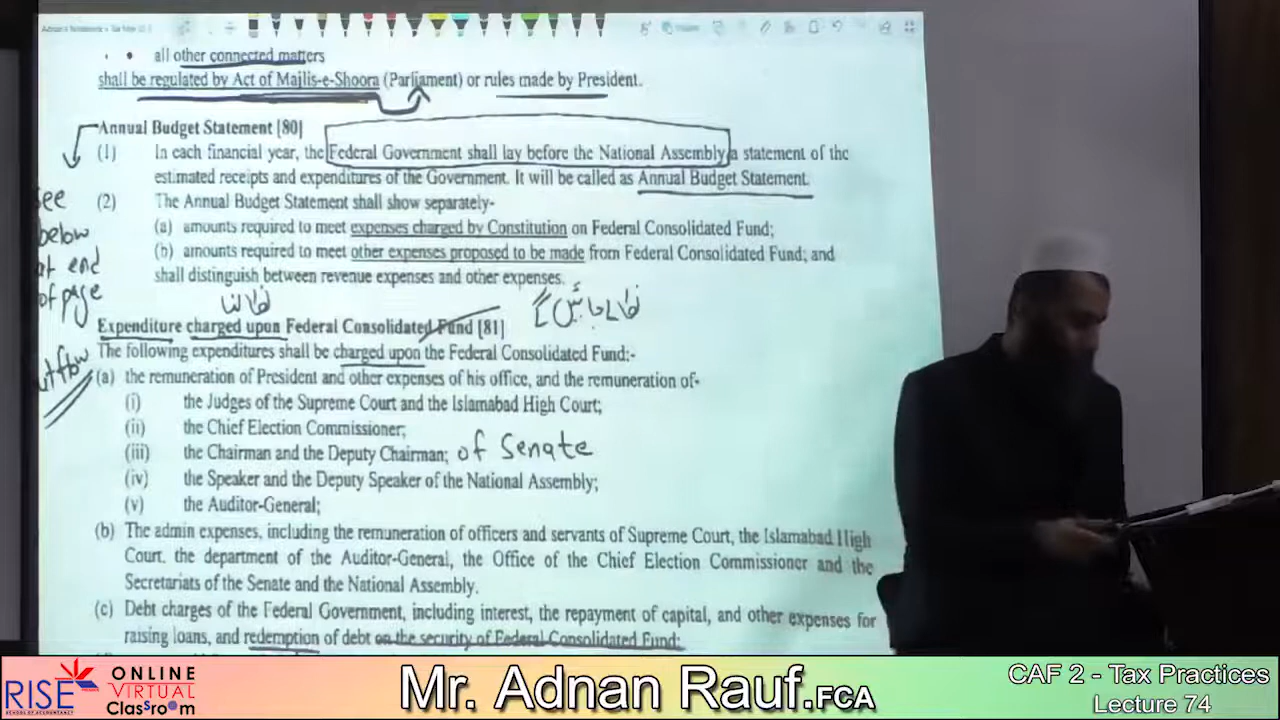 • all other connected matters
shall be regulated by Act of Majlis-e-Shoora (Parliament) or rules made by President.
Annual Budget Statement [80]
(1) In each financial year, the Federal Government shall lay before the National Assembly a statement of the
estimated receipts and expenditures of the Government. It will be called as Annual Budget Statement.
See
below
at end
of page
(2) The Annual Budget Statement shall show separately-
(a) amounts required to meet expenses charged by Constitution on Federal Consolidated Fund;
(b) amounts required to meet other expenses proposed to be made from Federal Consolidated Fund; and
shall distinguish between revenue expenses and other expenses.
Expenditure charged upon Federal Consolidated Fund [81]
The following expenditures shall be charged upon the Federal Consolidated Fund:-
(a) the remuneration of President and other expenses of his office, and the remuneration of-
(i) the Judges of the Supreme Court and the Islamabad High Court;
(ii) the Chief Election Commissioner;
(iii) the Chairman and the Deputy Chairman; of Senate
(iv) the Speaker and the Deputy Speaker of the National Assembly;
(v) the Auditor-General;
(b) The admin expenses, including the remuneration of officers and servants of Supreme Court, the Islamabad High
Court, the department of the Auditor-General, the Office of the Chief Election Commissioner and the
Secretariats of the Senate and the National Assembly.
(c) Debt charges of the Federal Government, including interest, the repayment of capital, and other expenses for
raising loans, and redemption of debt on the security of Federal Consolidated Fund;
RISE
SCHOOL OF ACCOUNTANCY
ONLINE
VIRTUAL
Classroom
Mr. Adnan Rauf.FCA
CAF 2 - Tax Practices
Lecture 74